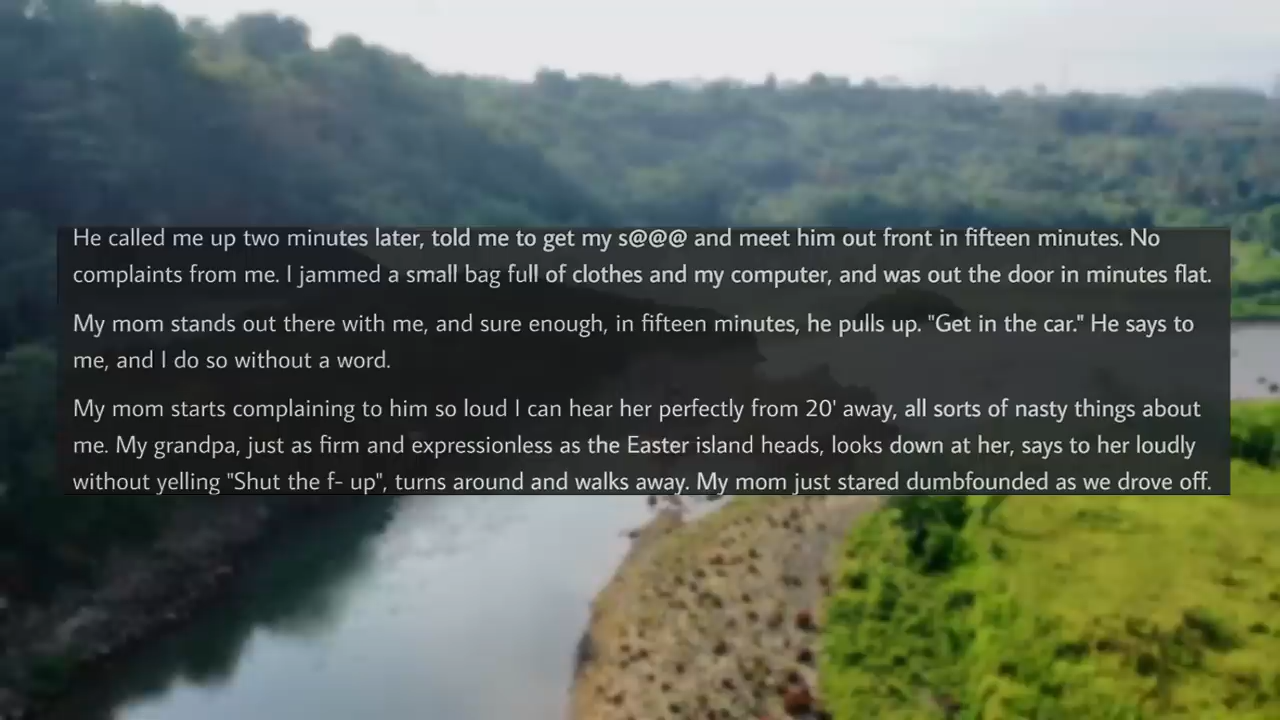 He called me up two minutes later, told me to get my s@@@ and meet him out front in fifteen minutes. No
complaints from me. I jammed a small bag full of clothes and my computer, and was out the door in minutes flat.
My mom stands out there with me, and sure enough, in fifteen minutes, he pulls up. "Get in the car." He says to
me, and I do so without a word.
My mom starts complaining to him so loud I can hear her perfectly from 20' away, all sorts of nasty things about
me. My grandpa, just as firm and expressionless as the Easter island heads, looks down at her, says to her loudly
without yelling "Shut the f- up", turns around and walks away. My mom just stared dumbfounded as we drove off.